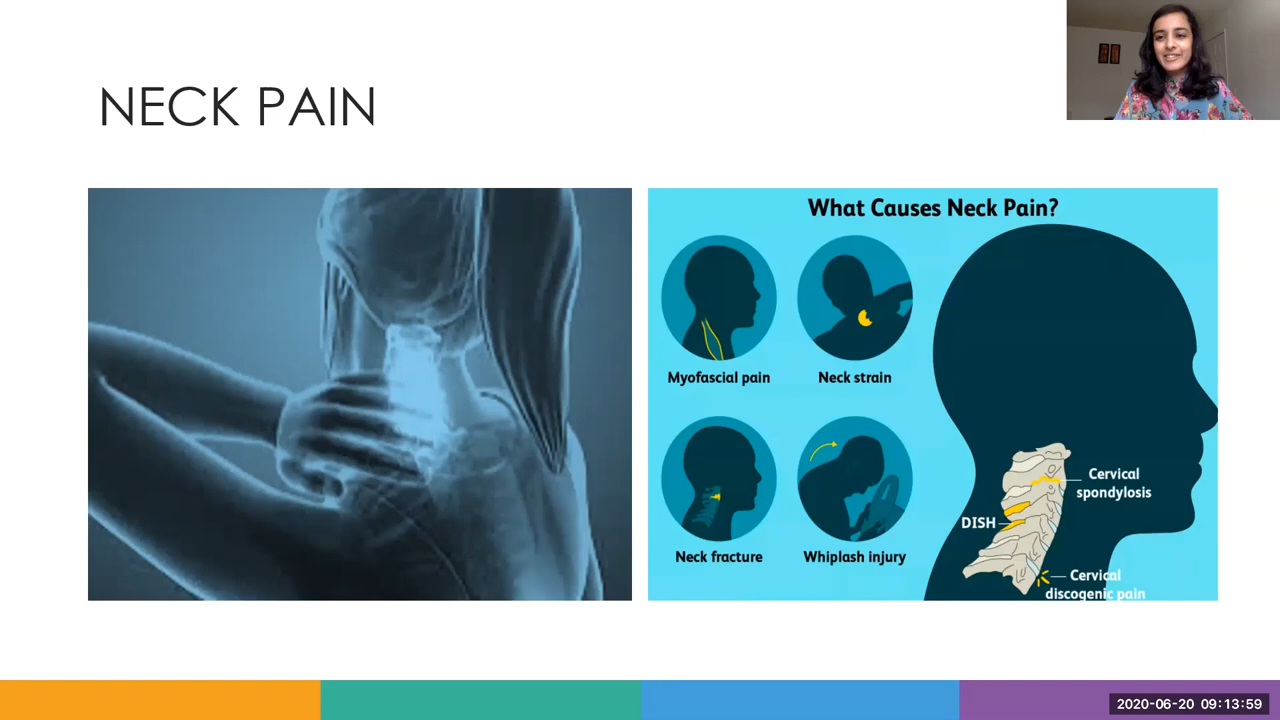 NECK PAIN
What Causes Neck Pain?
Myofascial pain
Neck strain
Neck fracture
Whiplash injury
Cervical
spondylosis
DISH
Cervical
discogenic pain
2020-06-20 09:13:59